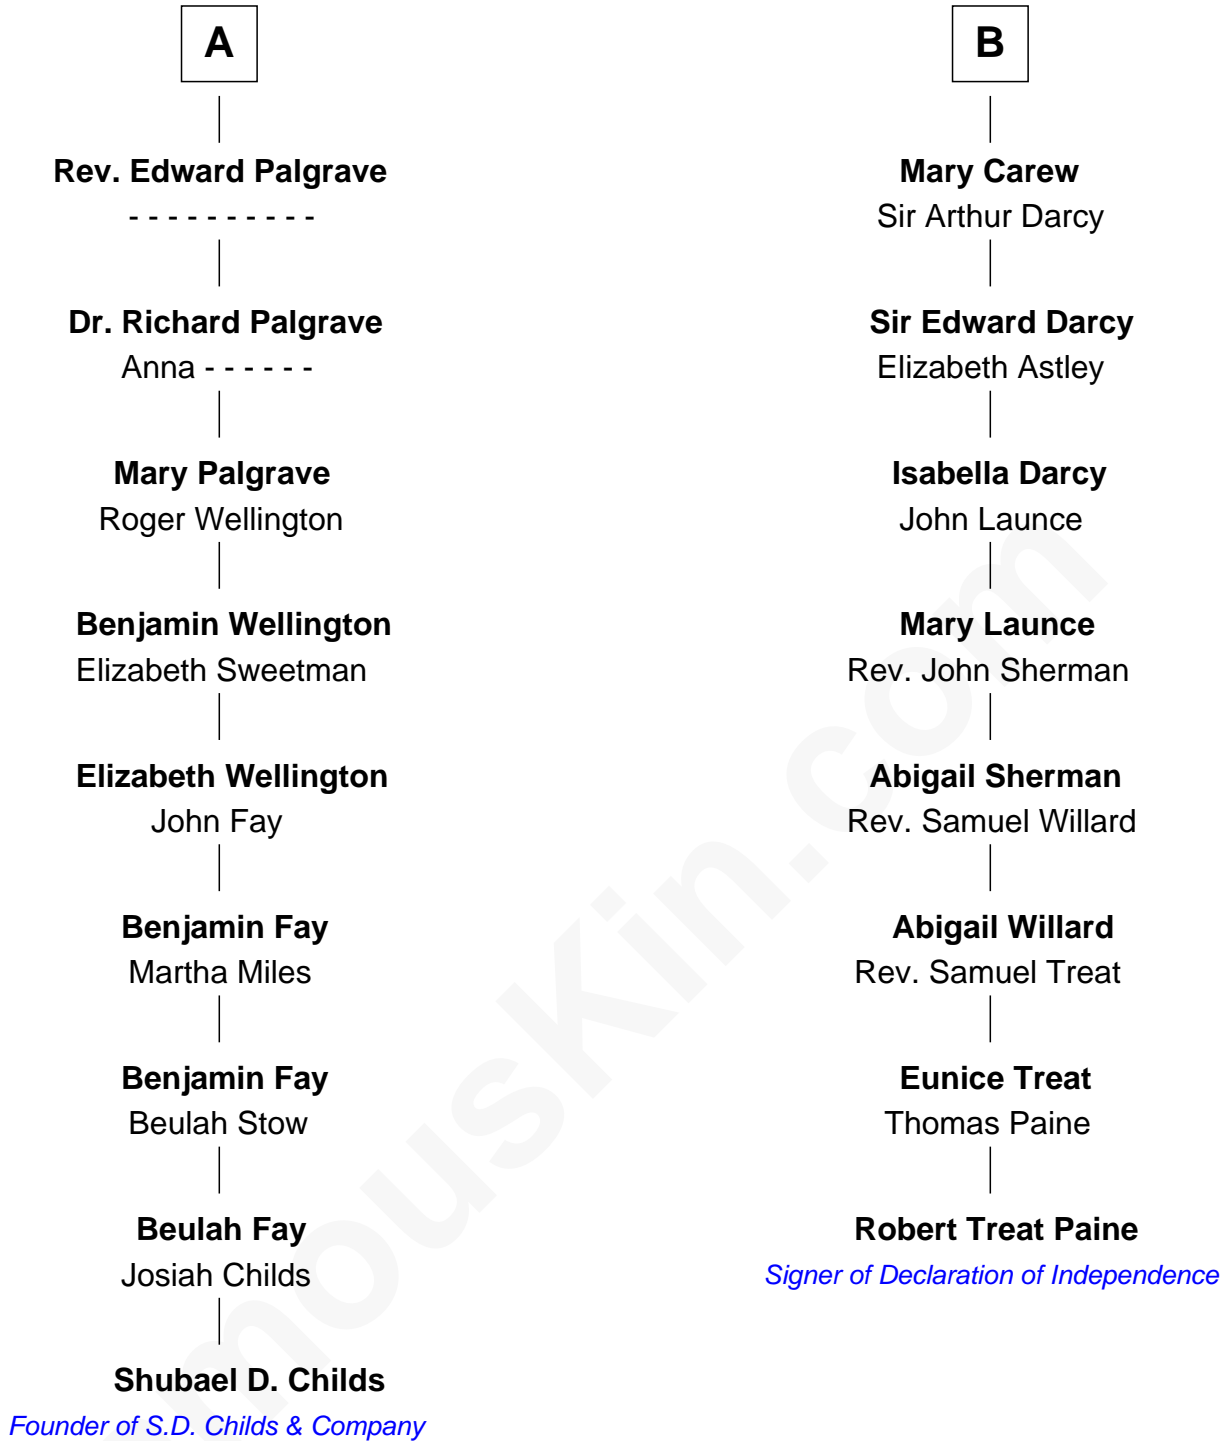 A
Rev. Edward Palgrave
- - - - - - - - - -
Dr. Richard Palgrave
Anna - - - - - -
Mary Palgrave
Roger Wellington
Benjamin Wellington
Elizabeth Sweetman
Elizabeth Wellington
John Fay
Benjamin Fay
Martha Miles
Benjamin Fay
Beulah Stow
Beulah Fay
Josiah Childs
Shubael D. Childs
Founder of S.D. Childs & Company
B
Mary Carew
Sir Arthur Darcy
Sir Edward Darcy
Elizabeth Astley
Isabella Darcy
John Launce
Mary Launce
Rev. John Sherman
Abigail Sherman
Rev. Samuel Willard
Abigail Willard
Rev. Samuel Treat
Eunice Treat
Thomas Paine
Robert Treat Paine
Signer of Declaration of Independence
mousKin.com